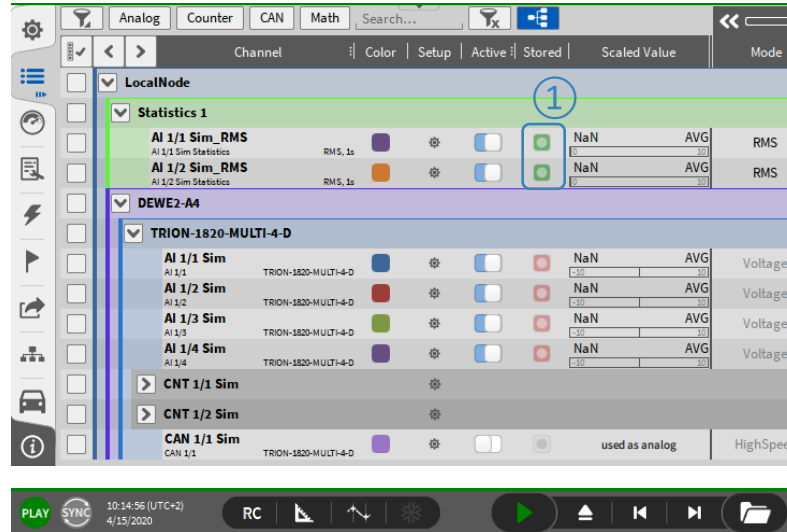 Analog Counter CAN Math Search...
Channel Color Setup Active Stored Scaled Value Mode
LocalNode
1
Statistics 1
AI 1/1 Sim_RMS NaN AVG RMS
AI 1/1 Sim Statistics RMS, 1s 0 10
AI 1/2 Sim_RMS NaN AVG RMS
AI 1/2 Sim Statistics RMS, 1s 0 10
DEWE2-A4
TRION-1820-MULTI-4-D
AI 1/1 Sim NaN AVG Voltage
AI 1/1 TRION-1820-MULTI-4-D -10 10
AI 1/2 Sim NaN AVG Voltage
AI 1/2 TRION-1820-MULTI-4-D -10 10
AI 1/3 Sim NaN AVG Voltage
AI 1/3 TRION-1820-MULTI-4-D -10 10
AI 1/4 Sim NaN AVG Voltage
AI 1/4 TRION-1820-MULTI-4-D -10 10
CNT 1/1 Sim
CNT 1/2 Sim
CAN 1/1 Sim used as analog HighSpee
CAN 1/1 TRION-1820-MULTI-4-D
PLAY SYNC 10:14:56 (UTC+2) RC
4/15/2020